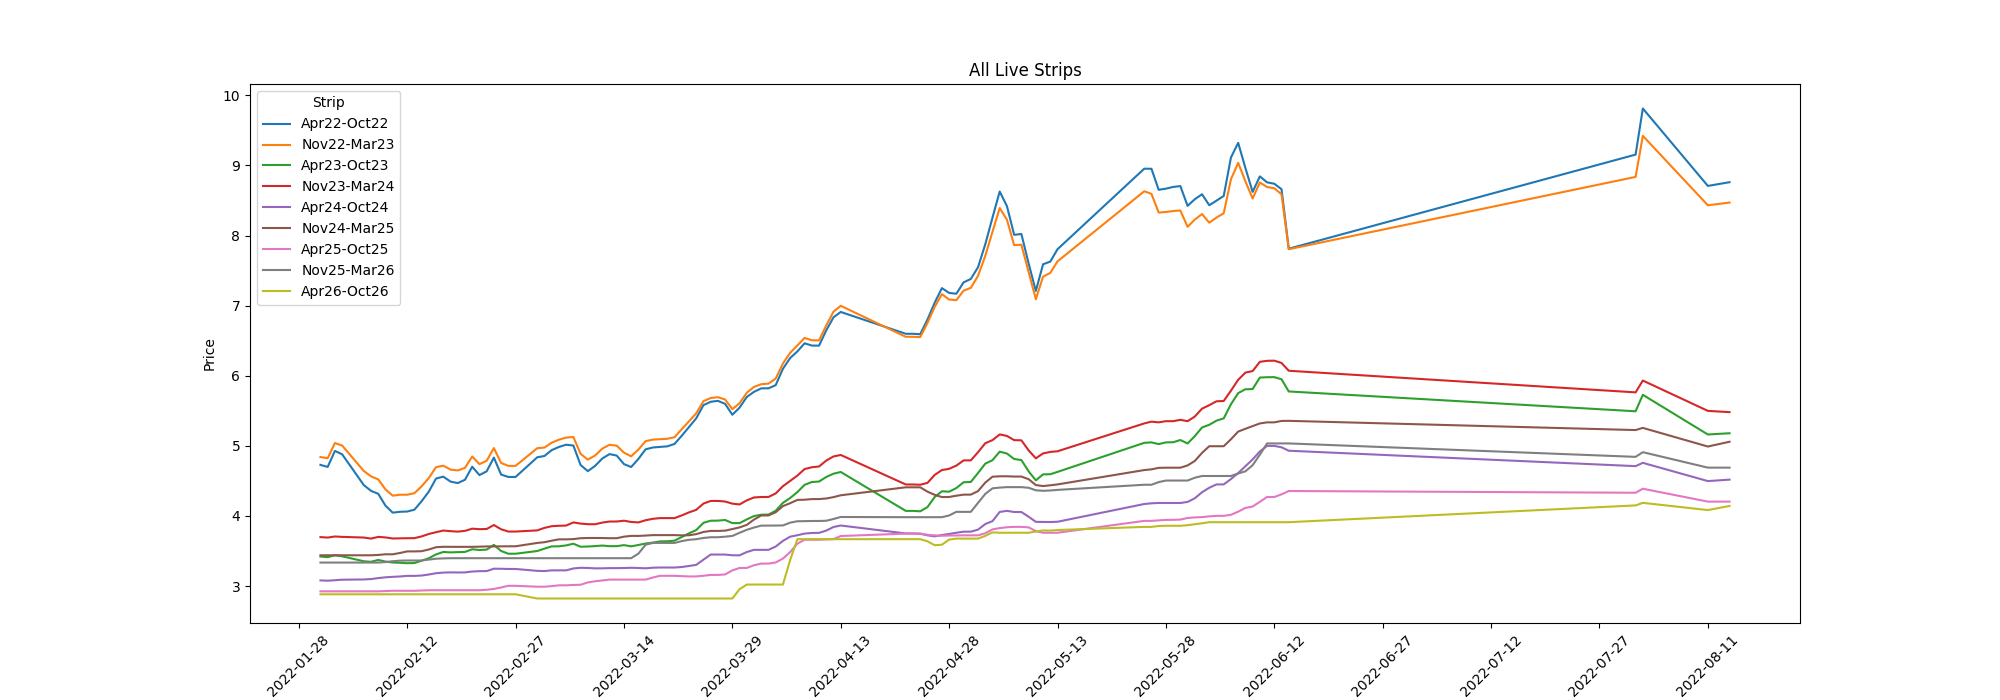 All Live Strips
Strip
Apr22-Oct22
Nov22-Mar23
Apr23-Oct23
Nov23-Mar24
Apr24-Oct24
Nov24-Mar25
Apr25-Oct25
Nov25-Mar26
Apr26-Oct26
Price
10
9
8
7
6
5
4
3
2022-01-28
2022-02-12
2022-02-27
2022-03-14
2022-03-29
2022-04-13
2022-04-28
2022-05-13
2022-05-28
2022-06-12
2022-06-27
2022-07-12
2022-07-27
2022-08-11